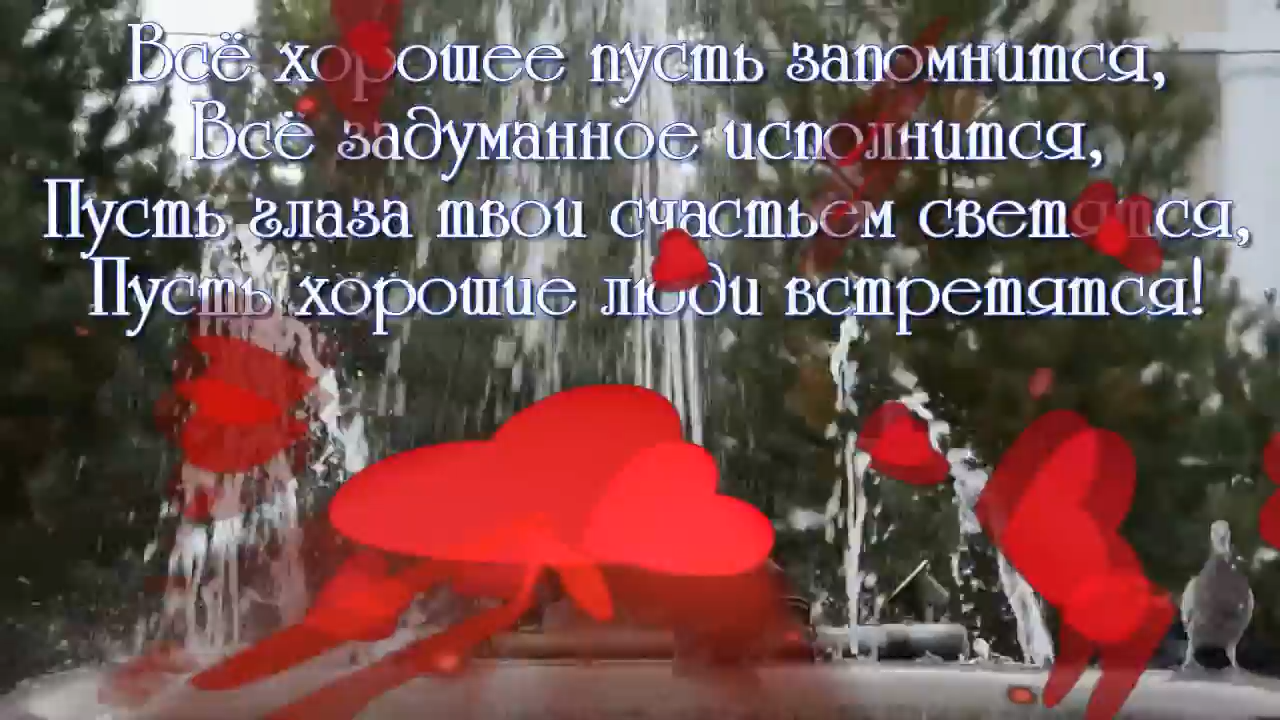 Всё хорошее пусть запомнится,
Всё задуманное исполнится,
Пусть глаза твои счастьем светятся,
Пусть хорошие люди встретятся!